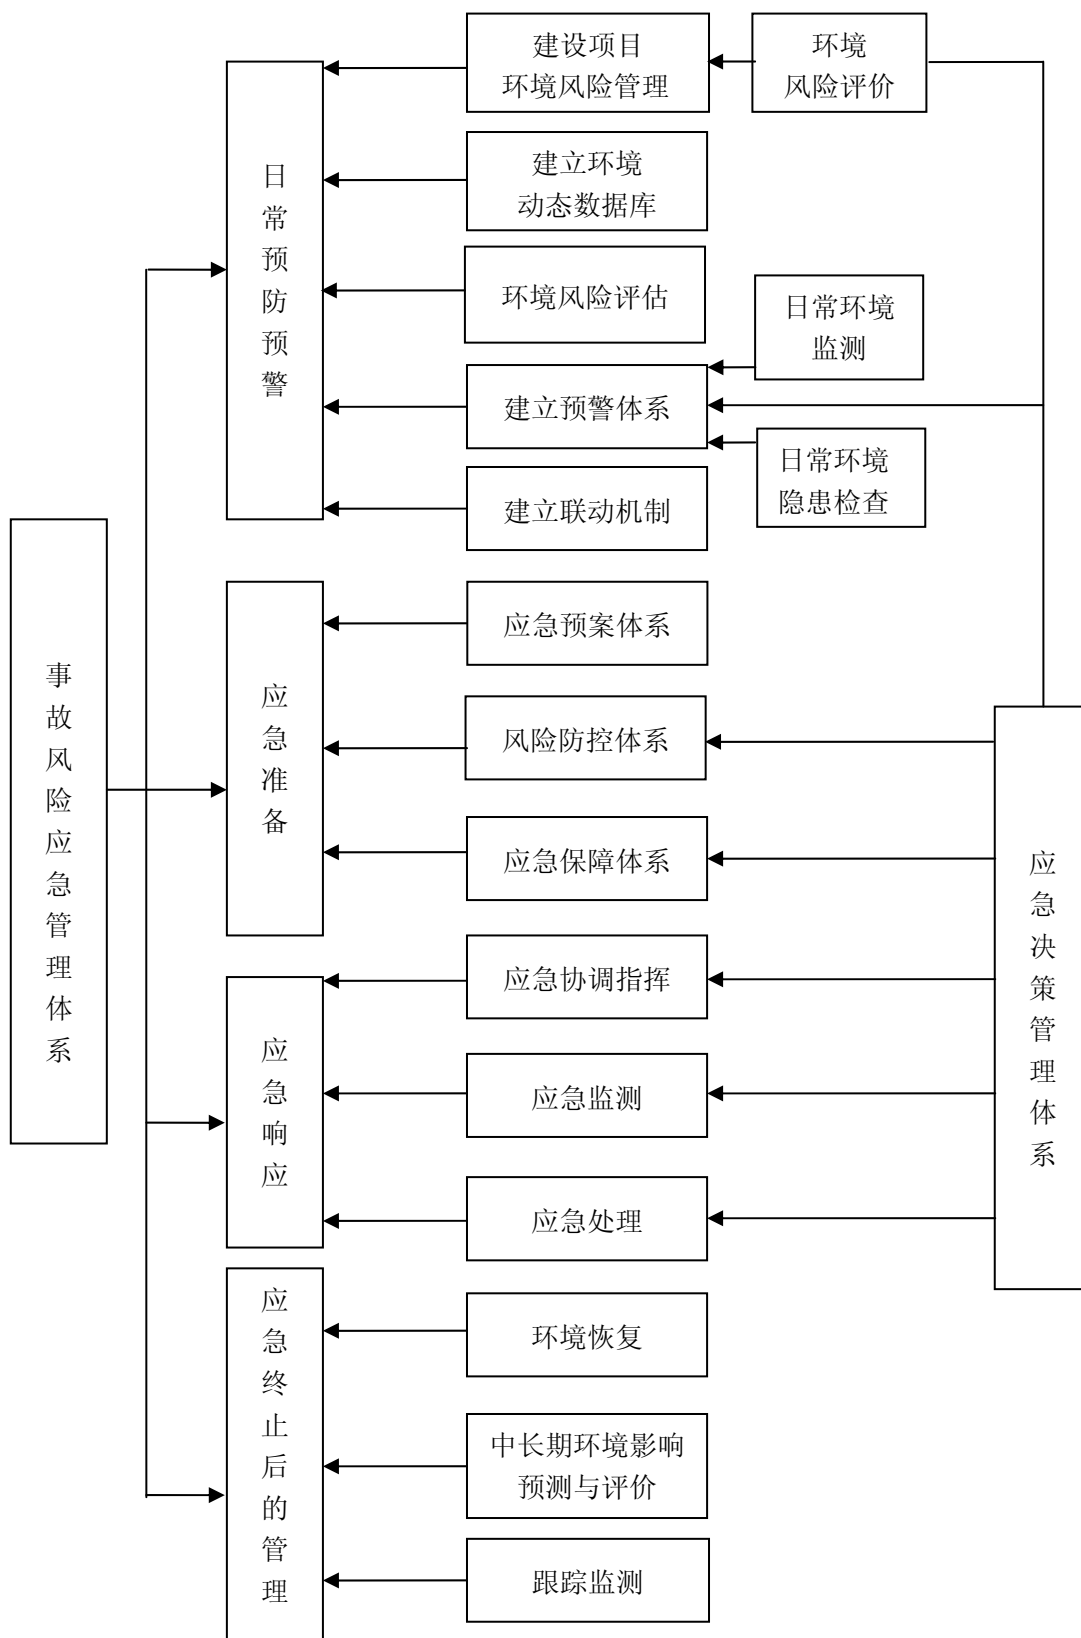 事故风险应急管理体系
日常预防预警
建设项目
环境风险管理
环境
风险评价
建立环境
动态数据库
环境风险评估
日常环境
监测
建立预警体系
日常环境
隐患检查
建立联动机制
应急准备
应急预案体系
风险防控体系
应急保障体系
应急决策管理体系
应急响应
应急协调指挥
应急监测
应急处理
应急终止后的管理
环境恢复
中长期环境影响
预测与评价
跟踪监测